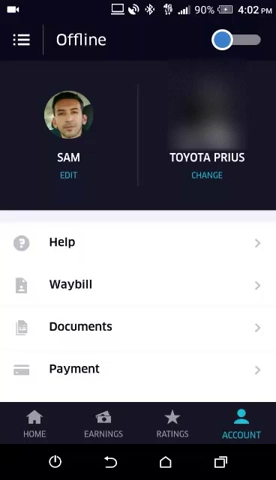 90% 4:02 PM
Offline
SAM
EDIT
TOYOTA PRIUS
CHANGE
Help
Waybill
Documents
Payment
HOME
EARNINGS
RATINGS
ACCOUNT